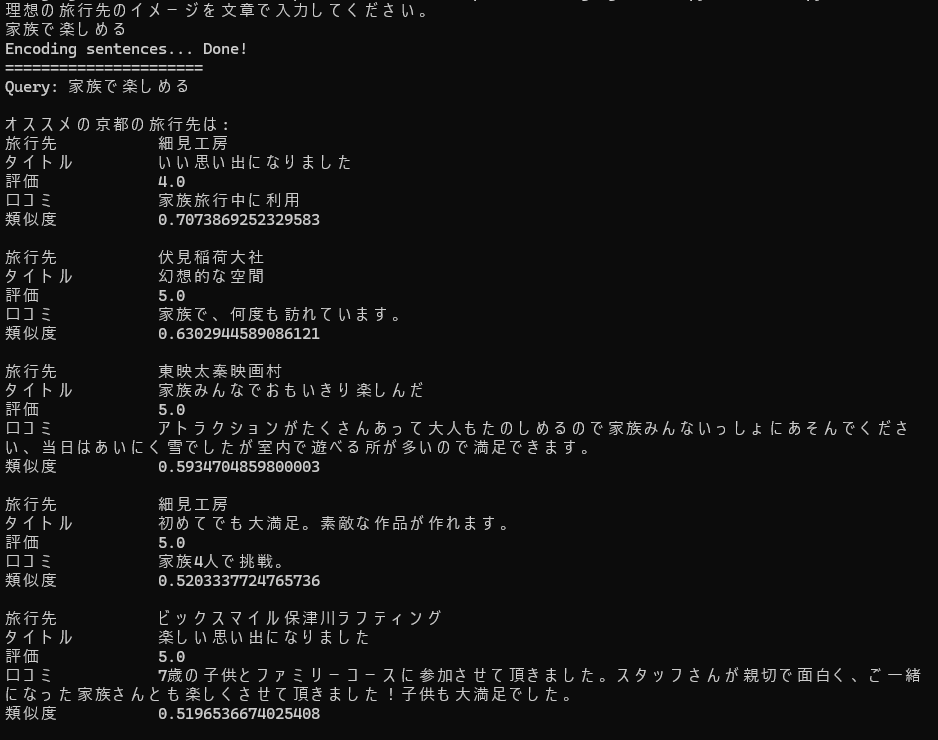 理想の旅行先のイメージを文章で入力してください。
家族で楽しめる
Encoding sentences... Done!
======================
Query: 家族で楽しめる
オススメの京都の旅行先は:
旅行先 細見工房
タイトル いい思い出になりました
評価 4.0
口コミ 家族旅行中に利用
類似度 0.7073869252329583
旅行先 伏見稲荷大社
タイトル 幻想的な空間
評価 5.0
口コミ 家族で、何度も訪れています。
類似度 0.6302944589086121
旅行先 東映太秦映画村
タイトル 家族みんなでおもいきり楽しんだ
評価 5.0
口コミ アトラクションがたくさんあって大人もたのしめるので家族みんないっしょにあそんでくださ
い、当日はあいにく雪でしたが室内で遊べる所が多いので満足できます。
類似度 0.5934704859800003
旅行先 細見工房
タイトル 初めてでも大満足。素敵な作品が作れます。
評価 5.0
口コミ 家族4人で挑戦。
類似度 0.5203337724765736
旅行先 ビックスマイル保津川ラフティング
タイトル 楽しい思い出になりました
評価 5.0
口コミ 7歳の子供とファミリーコースに参加させて頂きました。スタッフさんが親切で面白く、ご一緒
になった家族さんとも楽しくさせて頂きました！子供も大満足でした。
類似度 0.5196536674025408